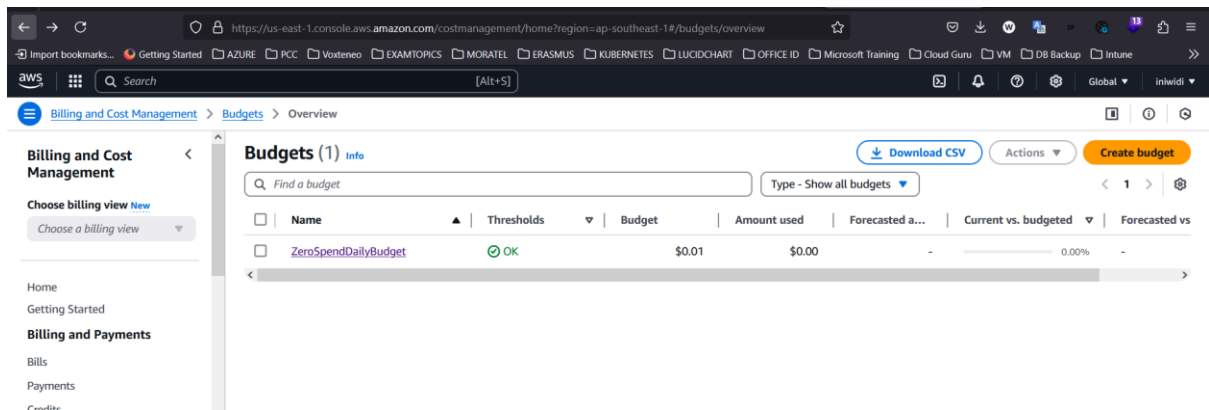 https://us-east-1.console.aws.amazon.com/costmanagement/home?region=ap-southeast-1#/budgets/overview
13
Import bookmarks... Getting Started AZURE PCC Voxteneo EXAMTOPICS MORATEL ERASMUS KUBERNETES LUCIDCHART OFFICE ID Microsoft Training Cloud Guru VM DB Backup Intune
aws Search [Alt+S] Global iniwidi
Billing and Cost Management > Budgets > Overview
Billing and Cost Management
Choose billing view New
Choose a billing view
Home
Getting Started
Billing and Payments
Bills
Payments
Credits
Budgets (1) Info Download CSV Actions Create budget
Find a budget Type - Show all budgets 1
Name Thresholds Budget Amount used Forecasted a... Current vs. budgeted Forecasted vs
ZeroSpendDailyBudget OK $0.01 $0.00 - 0.00% -